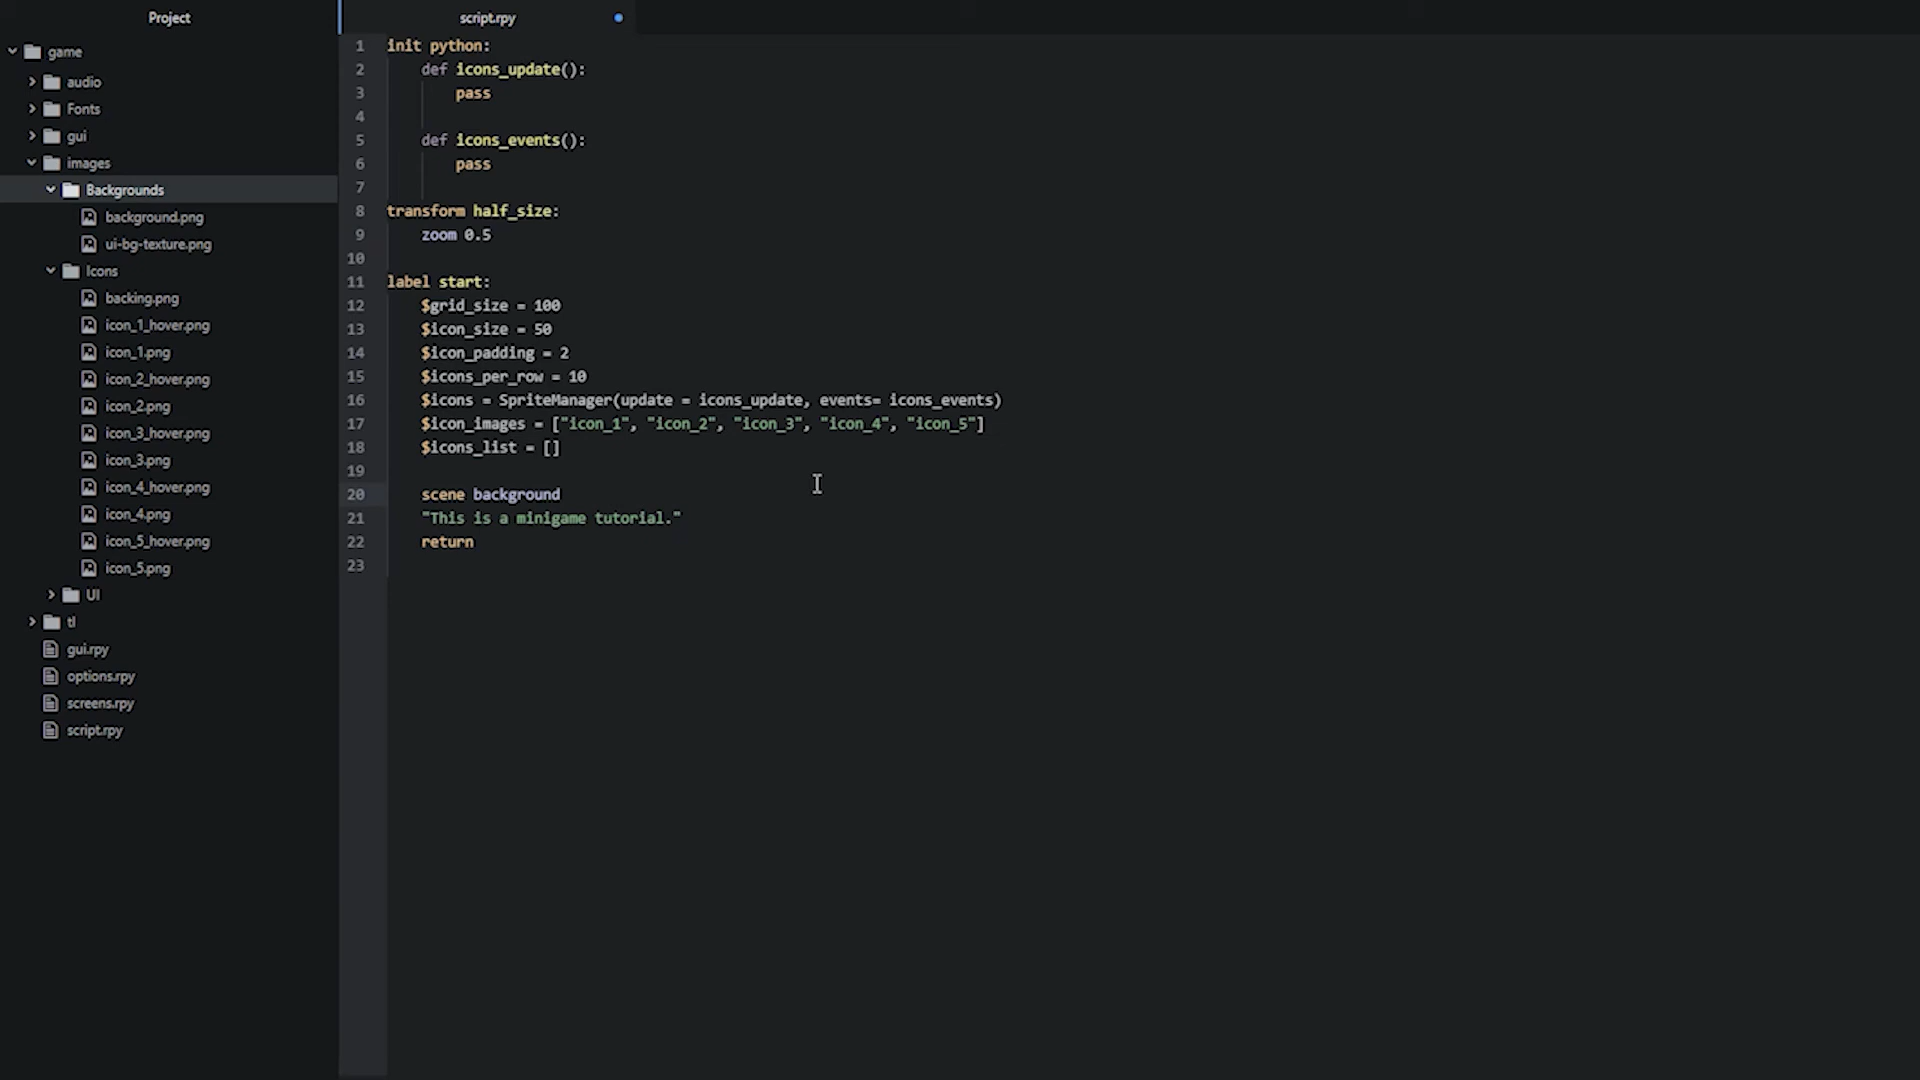 Project
game
audio
Fonts
gui
images
Backgrounds
background.png
ui-bg-texture.png
Icons
backing.png
icon_1_hover.png
icon_1.png
icon_2_hover.png
icon_2.png
icon_3_hover.png
icon_3.png
icon_4_hover.png
icon_4.png
icon_5_hover.png
icon_5.png
UI
tl
gui.rpy
options.rpy
screens.rpy
script.rpy
script.rpy
1 init python:
2     def icons_update():
3         pass
4
5     def icons_events():
6         pass
7
8 transform half_size:
9     zoom 0.5
10
11 label start:
12     $grid_size = 100
13     $icon_size = 50
14     $icon_padding = 2
15     $icons_per_row = 10
16     $icons = SpriteManager(update = icons_update, events= icons_events)
17     $icon_images = ["icon_1", "icon_2", "icon_3", "icon_4", "icon_5"]
18     $icons_list = []
19
20     scene background
21     "This is a minigame tutorial."
22     return
23